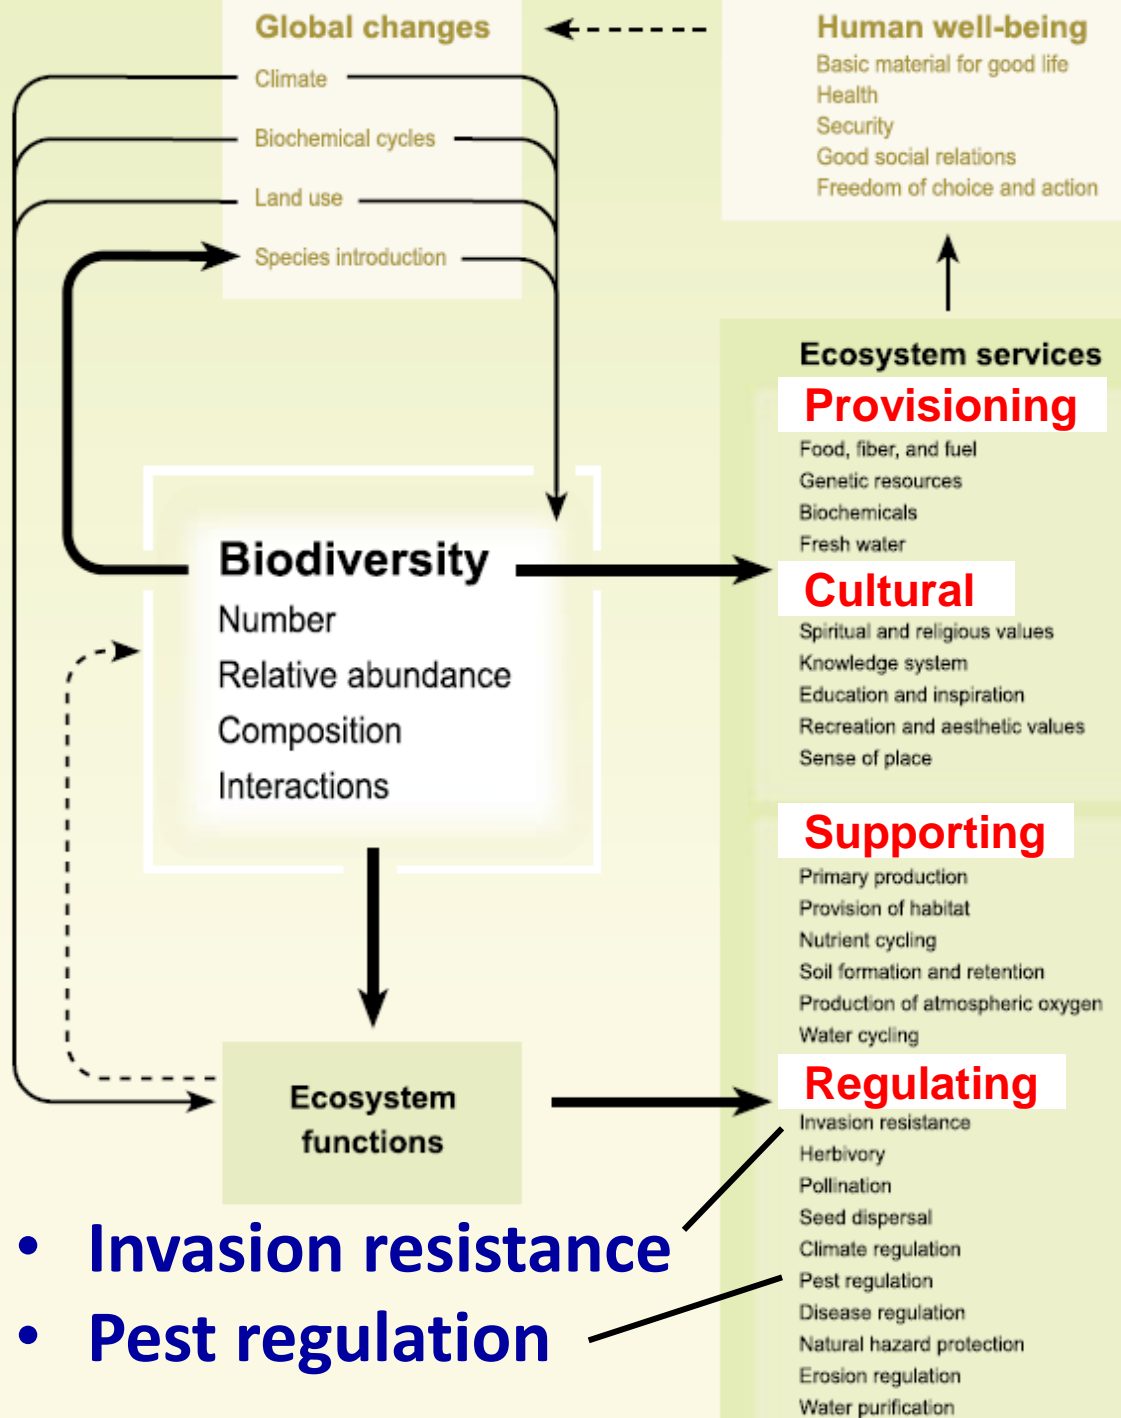 Global changes
Climate
Biochemical cycles
Land use
Species introduction
Human well-being
Basic material for good life
Health
Security
Good social relations
Freedom of choice and action
Biodiversity
Number
Relative abundance
Composition
Interactions
Ecosystem
functions
Ecosystem services
Provisioning
Food, fiber, and fuel
Genetic resources
Biochemicals
Fresh water
Cultural
Spiritual and religious values
Knowledge system
Education and inspiration
Recreation and aesthetic values
Sense of place
Supporting
Primary production
Provision of habitat
Nutrient cycling
Soil formation and retention
Production of atmospheric oxygen
Water cycling
Regulating
Invasion resistance
Herbivory
Pollination
Seed dispersal
Climate regulation
Pest regulation
Disease regulation
Natural hazard protection
Erosion regulation
Water purification
• Invasion resistance
• Pest regulation